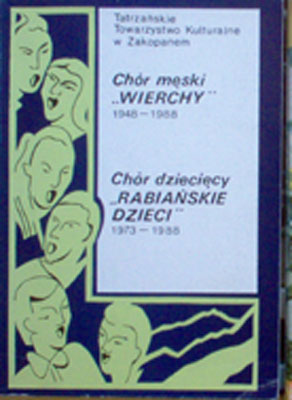 Tatrzańskie
Towarzystwo Kulturalne
w Zakopanem
Chór męski
„WIERCHY”
1948 – 1988
Chór dziecięcy
„RABIAŃSKIE
DZIECI”
1973 – 1988